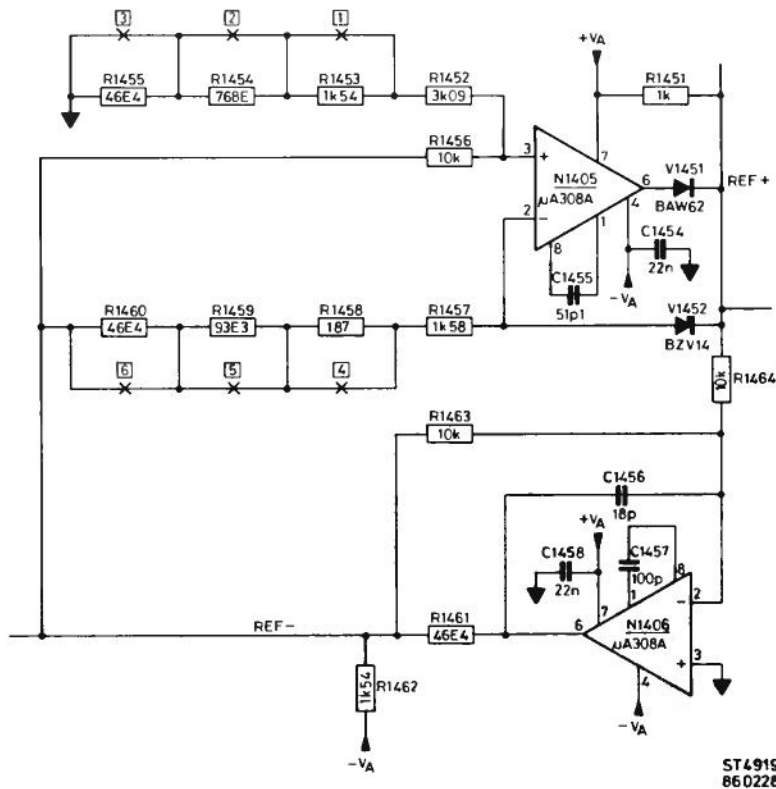 3 2 1
+VA
R1455 R1454 R1453 R1452 R1451
46E4 768E 1k54 3k09 1k
R1456
10k
3
+
7
N1405
µA308A
6
V1451
BAW62
REF+
2
−
4
8
1
C1455
51p1
−VA
C1454
22n
R1460 R1459 R1458 R1457
46E4 93E3 187 1k58
V1452
BZV14
6 5 4
10k
R1464
R1463
10k
C1456
18p
+VA
C1458
22n
C1457
100p
8
1
7
2
−
6
N1406
µA308A
3
+
4
−VA
REF−
R1461
46E4
1k54
R1462
−VA
ST4919
860228